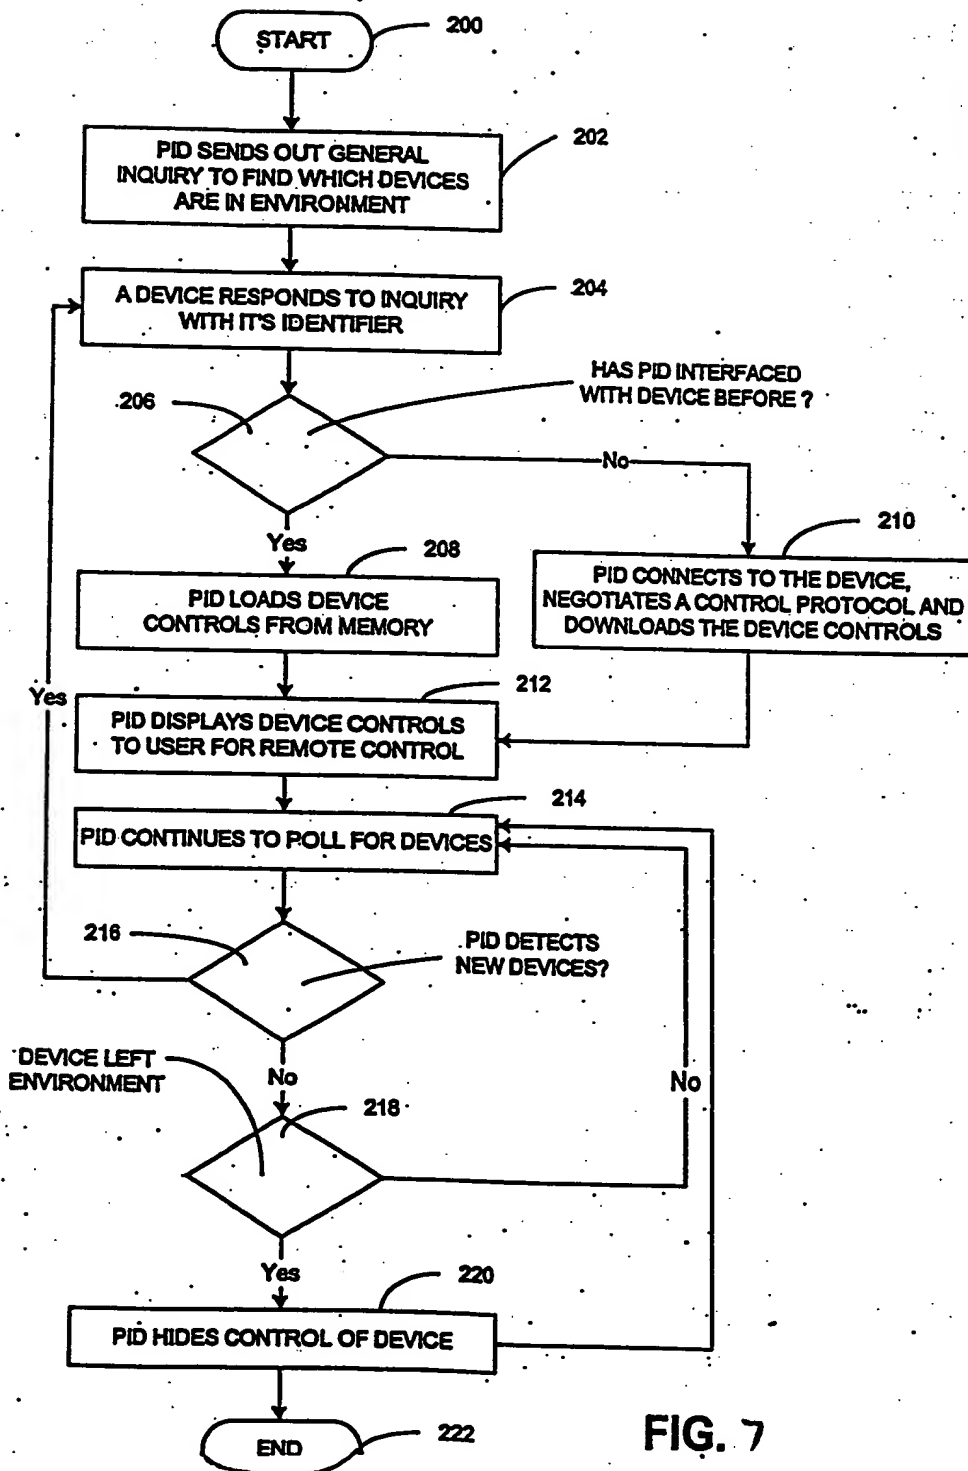 START
200
PID SENDS OUT GENERAL
INQUIRY TO FIND WHICH DEVICES
ARE IN ENVIRONMENT
202
A DEVICE RESPONDS TO INQUIRY
WITH IT'S IDENTIFIER
204
HAS PID INTERFACED
WITH DEVICE BEFORE ?
206
No
Yes
208
210
PID LOADS DEVICE
CONTROLS FROM MEMORY
PID CONNECTS TO THE DEVICE,
NEGOTIATES A CONTROL PROTOCOL AND
DOWNLOADS THE DEVICE CONTROLS
Yes
212
PID DISPLAYS DEVICE CONTROLS
TO USER FOR REMOTE CONTROL
214
PID CONTINUES TO POLL FOR DEVICES
216
PID DETECTS
NEW DEVICES?
DEVICE LEFT
ENVIRONMENT
No
No
218
Yes
220
PID HIDES CONTROL OF DEVICE
END
222
FIG. 7